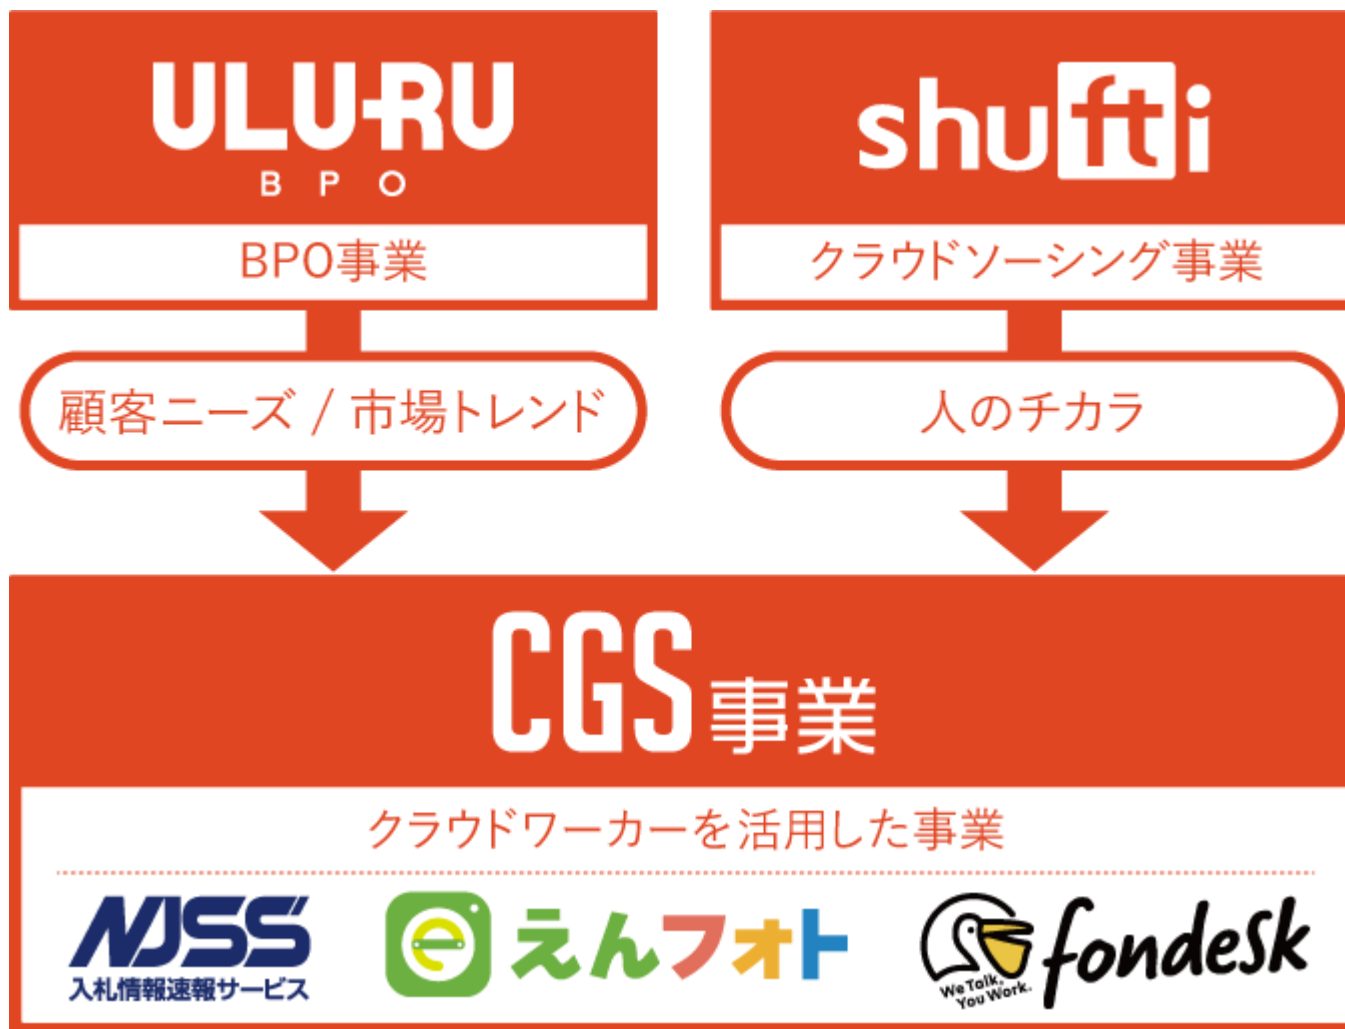 ULURU
BPO
BPO事業
顧客ニーズ / 市場トレンド
shufti
クラウドソーシング事業
人のチカラ
CGS事業
クラウドワーカーを活用した事業
NJSS
入札情報速報サービス
e
えんフォト
We Talk,
You Work.
fondesk